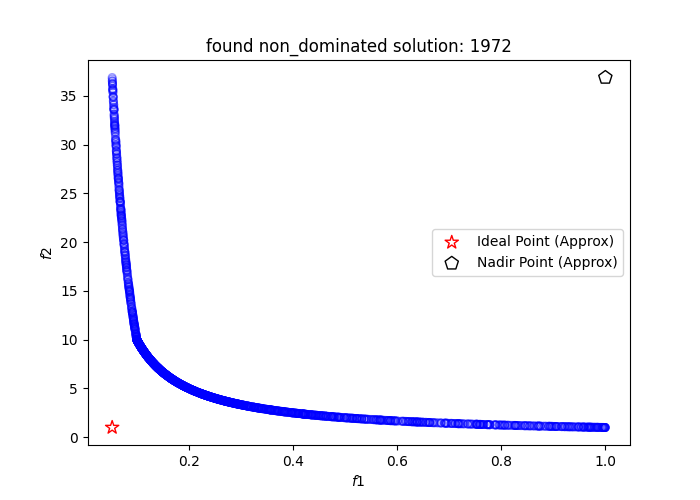 found non_dominated solution: 1972
35
30
25
20
15
10
5
0
f2
Ideal Point (Approx)
Nadir Point (Approx)
0.2 0.4 0.6 0.8 1.0
f1